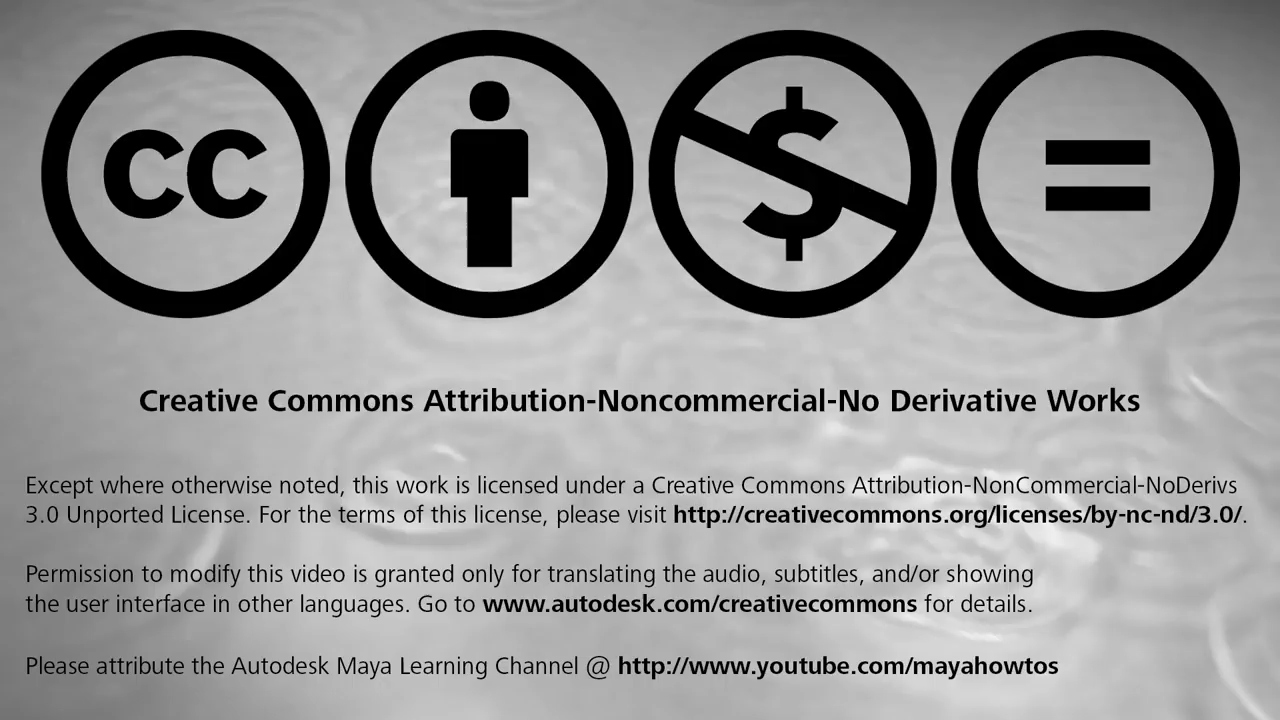 cc $ =
Creative Commons Attribution-Noncommercial-No Derivative Works
Except where otherwise noted, this work is licensed under a Creative Commons Attribution-NonCommercial-NoDerivs
3.0 Unported License. For the terms of this license, please visit http://creativecommons.org/licenses/by-nc-nd/3.0/.
Permission to modify this video is granted only for translating the audio, subtitles, and/or showing
the user interface in other languages. Go to www.autodesk.com/creativecommons for details.
Please attribute the Autodesk Maya Learning Channel @ http://www.youtube.com/mayahowtos